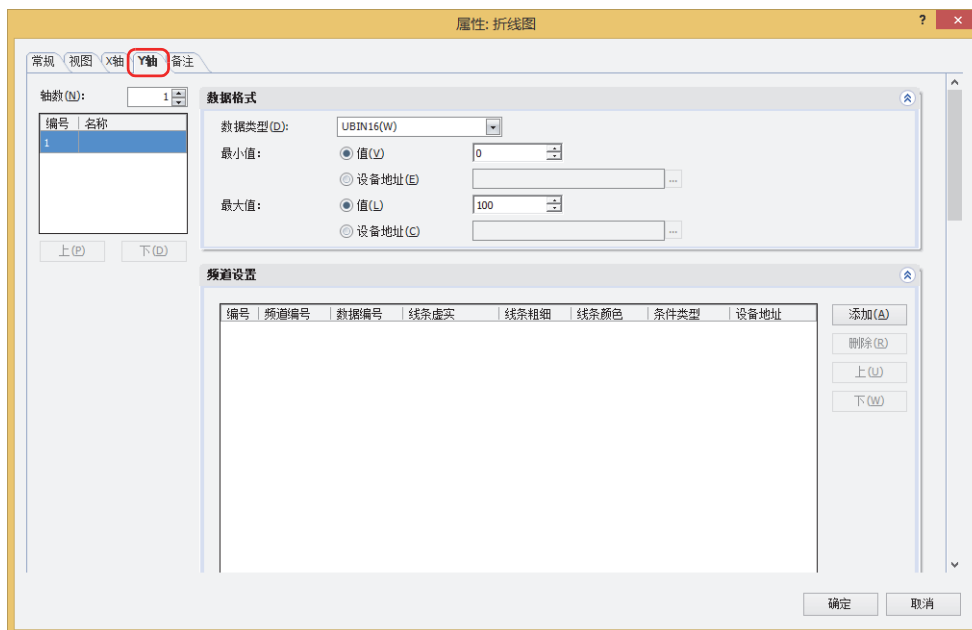 属性: 折线图
?
常规 视图 X轴 Y轴 备注
轴数(N): 1
编号 名称
1
上(P) 下(D)
数据格式
数据类型(D): UBIN16(W)
最小值: 值(V) 0
设备地址(E) ...
最大值: 值(L) 100
设备地址(C) ...
频道设置
编号 频道编号 数据编号 线条虚实 线条粗细 线条颜色 条件类型 设备地址
添加(A)
删除(R)
上(U)
下(W)
确定 取消